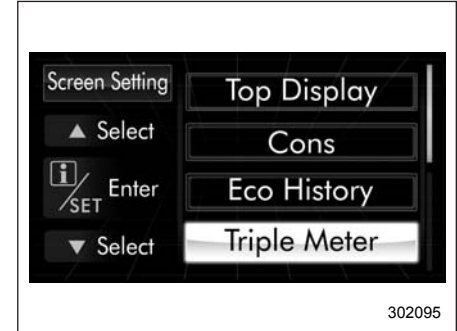 Screen Setting
▲ Select
i/SET Enter
▼ Select
Top Display
Cons
Eco History
Triple Meter
302095